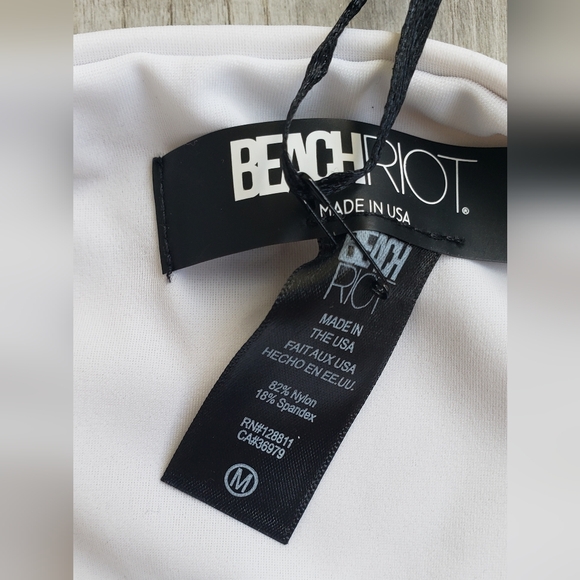 BEACHRIOT®
MADE IN USA
BEACH
RIOT
MADE IN
THE USA
FAIT AUX USA
HECHO EN EE.UU.
82% Nylon
18% Spandex
RN#128811
CA#36979
M